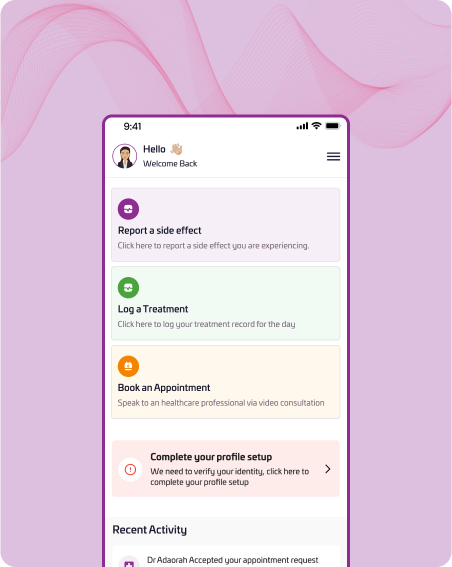 9:41
Hello 👋🏼
Welcome Back
Report a side effect
Click here to report a side effect you are experiencing.
Log a Treatment
Click here to log your treatment record for the day
Book an Appointment
Speak to an healthcare professional via video consultation
Complete your profile setup
We need to verify your identity, click here to
complete your profile setup
Recent Activity
Dr Adaorah Accepted your appointment request